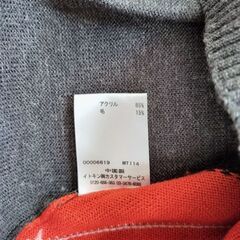 アクリル 85%
毛 15%
00006619 MT114
中国製
イトキン㈱カスタマーサービス